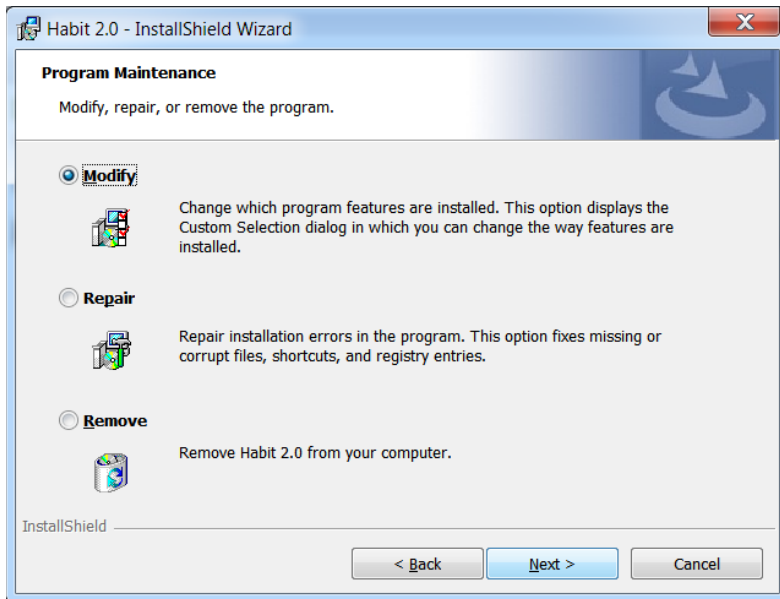 Habit 2.0 - InstallShield Wizard
Program Maintenance
Modify, repair, or remove the program.
Modify
Change which program features are installed. This option displays the
Custom Selection dialog in which you can change the way features are
installed.
Repair
Repair installation errors in the program. This option fixes missing or
corrupt files, shortcuts, and registry entries.
Remove
Remove Habit 2.0 from your computer.
InstallShield
< Back Next > Cancel